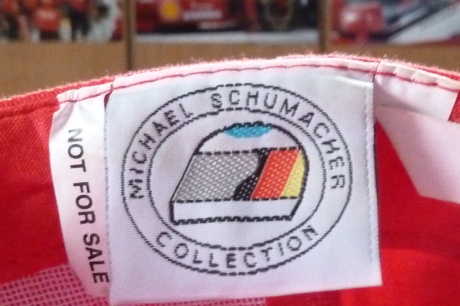 MICHAEL SCHUMACHER
COLLECTION
NOT FOR SALE